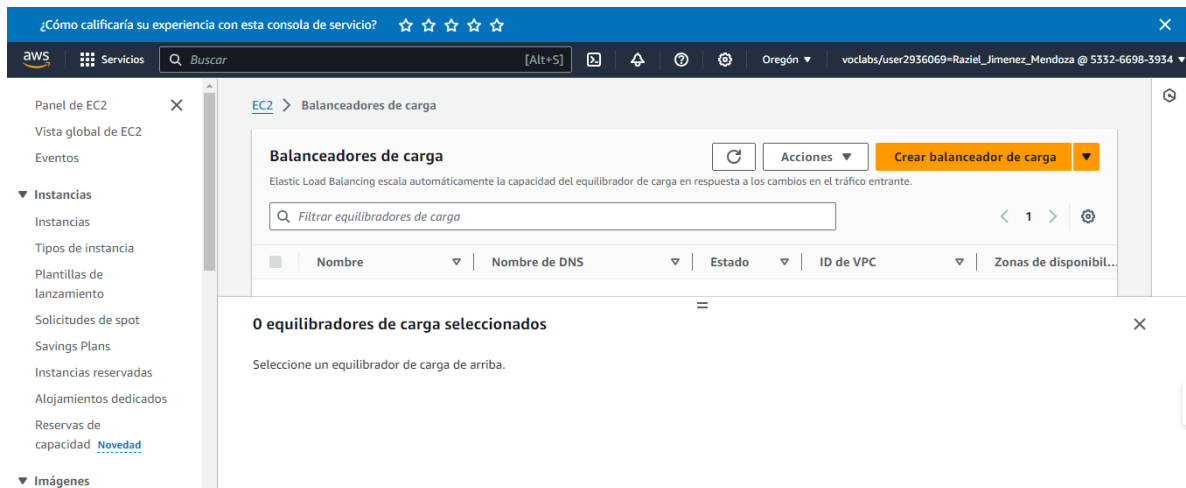 ¿Cómo calificaría su experiencia con esta consola de servicio?
aws Servicios Buscar [Alt+S] Oregón voclabs/user2936069=Raziel_Jimenez_Mendoza @ 5332-6698-3934
Panel de EC2
Vista global de EC2
Eventos
Instancias
Instancias
Tipos de instancia
Plantillas de
lanzamiento
Solicitudes de spot
Savings Plans
Instancias reservadas
Alojamientos dedicados
Reservas de
capacidad Novedad
Imágenes
EC2 > Balanceadores de carga
Balanceadores de carga
Acciones
Crear balanceador de carga
Elastic Load Balancing escala automáticamente la capacidad del equilibrador de carga en respuesta a los cambios en el tráfico entrante.
Filtrar equilibradores de carga
1
Nombre Nombre de DNS Estado ID de VPC Zonas de disponibil...
0 equilibradores de carga seleccionados
Seleccione un equilibrador de carga de arriba.